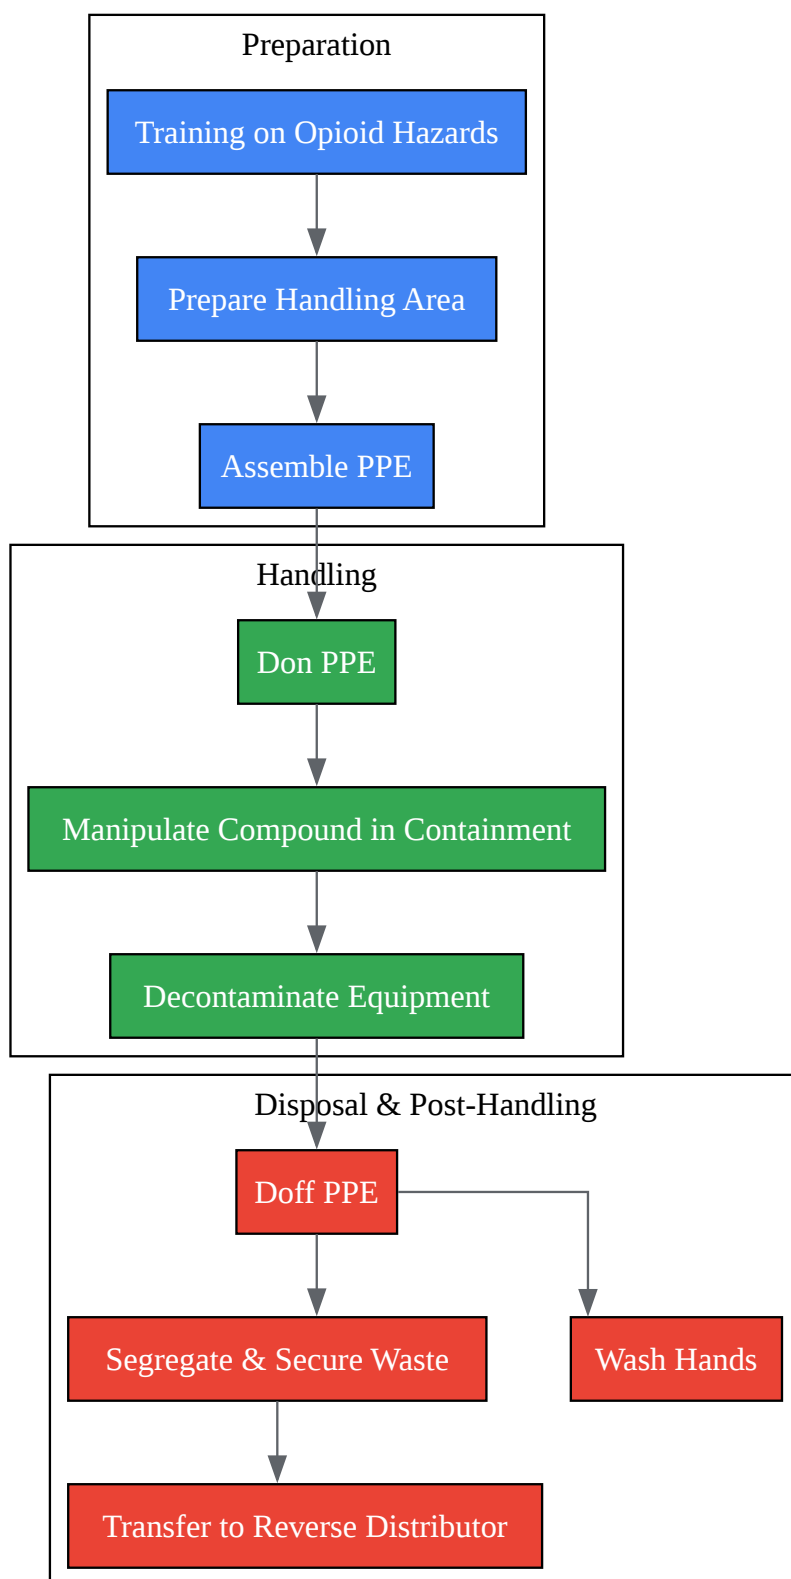 Preparation
Training on Opioid Hazards
Prepare Handling Area
Assemble PPE
Handling
Don PPE
Manipulate Compound in Containment
Decontaminate Equipment
Disposal & Post-Handling
Doff PPE
Segregate & Secure Waste
Wash Hands
Transfer to Reverse Distributor